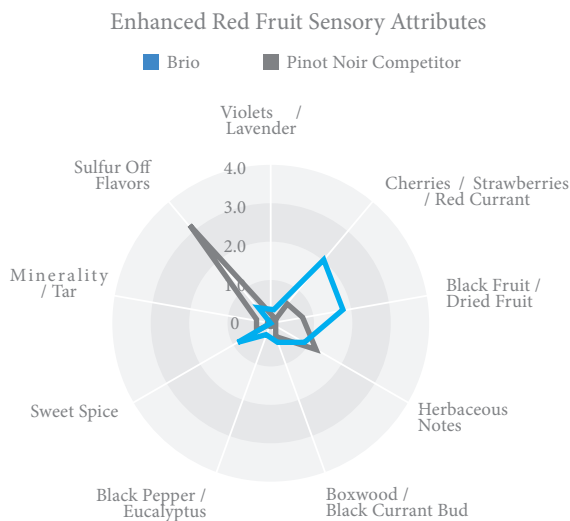 Enhanced Red Fruit Sensory Attributes
Brio
Pinot Noir Competitor
Violets /
Lavender
Sulfur Off
Flavors
Cherries / Strawberries
/ Red Currant
Minerality
/ Tar
Black Fruit /
Dried Fruit
4.0
3.0
2.0
0
Sweet Spice
Herbaceous
Notes
Black Pepper /
Eucalyptus
Boxwood /
Black Currant Bud